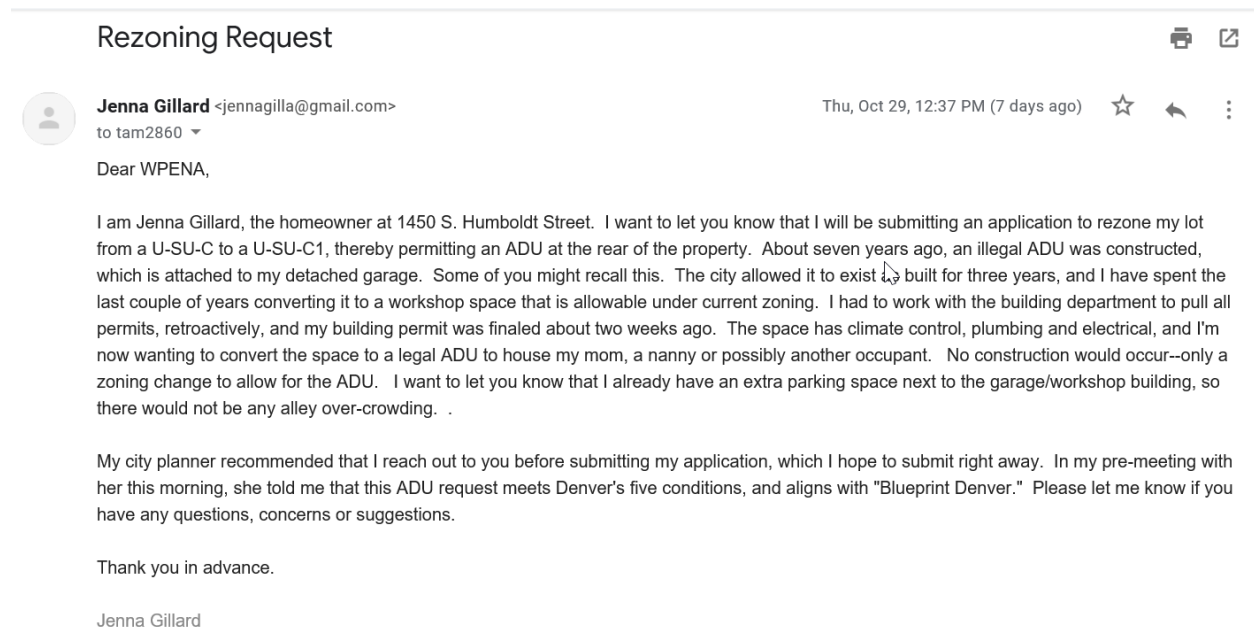 Rezoning Request
Jenna Gillard <jennagilla@gmail.com>
Thu, Oct 29, 12:37 PM (7 days ago)
to tam2860
Dear WPENA,
I am Jenna Gillard, the homeowner at 1450 S. Humboldt Street.  I want to let you know that I will be submitting an application to rezone my lot
from a U-SU-C to a U-SU-C1, thereby permitting an ADU at the rear of the property.  About seven years ago, an illegal ADU was constructed,
which is attached to my detached garage.  Some of you might recall this.  The city allowed it to exist as built for three years, and I have spent the
last couple of years converting it to a workshop space that is allowable under current zoning.  I had to work with the building department to pull all
permits, retroactively, and my building permit was finaled about two weeks ago.  The space has climate control, plumbing and electrical, and I'm
now wanting to convert the space to a legal ADU to house my mom, a nanny or possibly another occupant.   No construction would occur--only a
zoning change to allow for the ADU.   I want to let you know that I already have an extra parking space next to the garage/workshop building, so
there would not be any alley over-crowding.  .
My city planner recommended that I reach out to you before submitting my application, which I hope to submit right away.  In my pre-meeting with
her this morning, she told me that this ADU request meets Denver's five conditions, and aligns with "Blueprint Denver."  Please let me know if you
have any questions, concerns or suggestions.
Thank you in advance.
Jenna Gillard